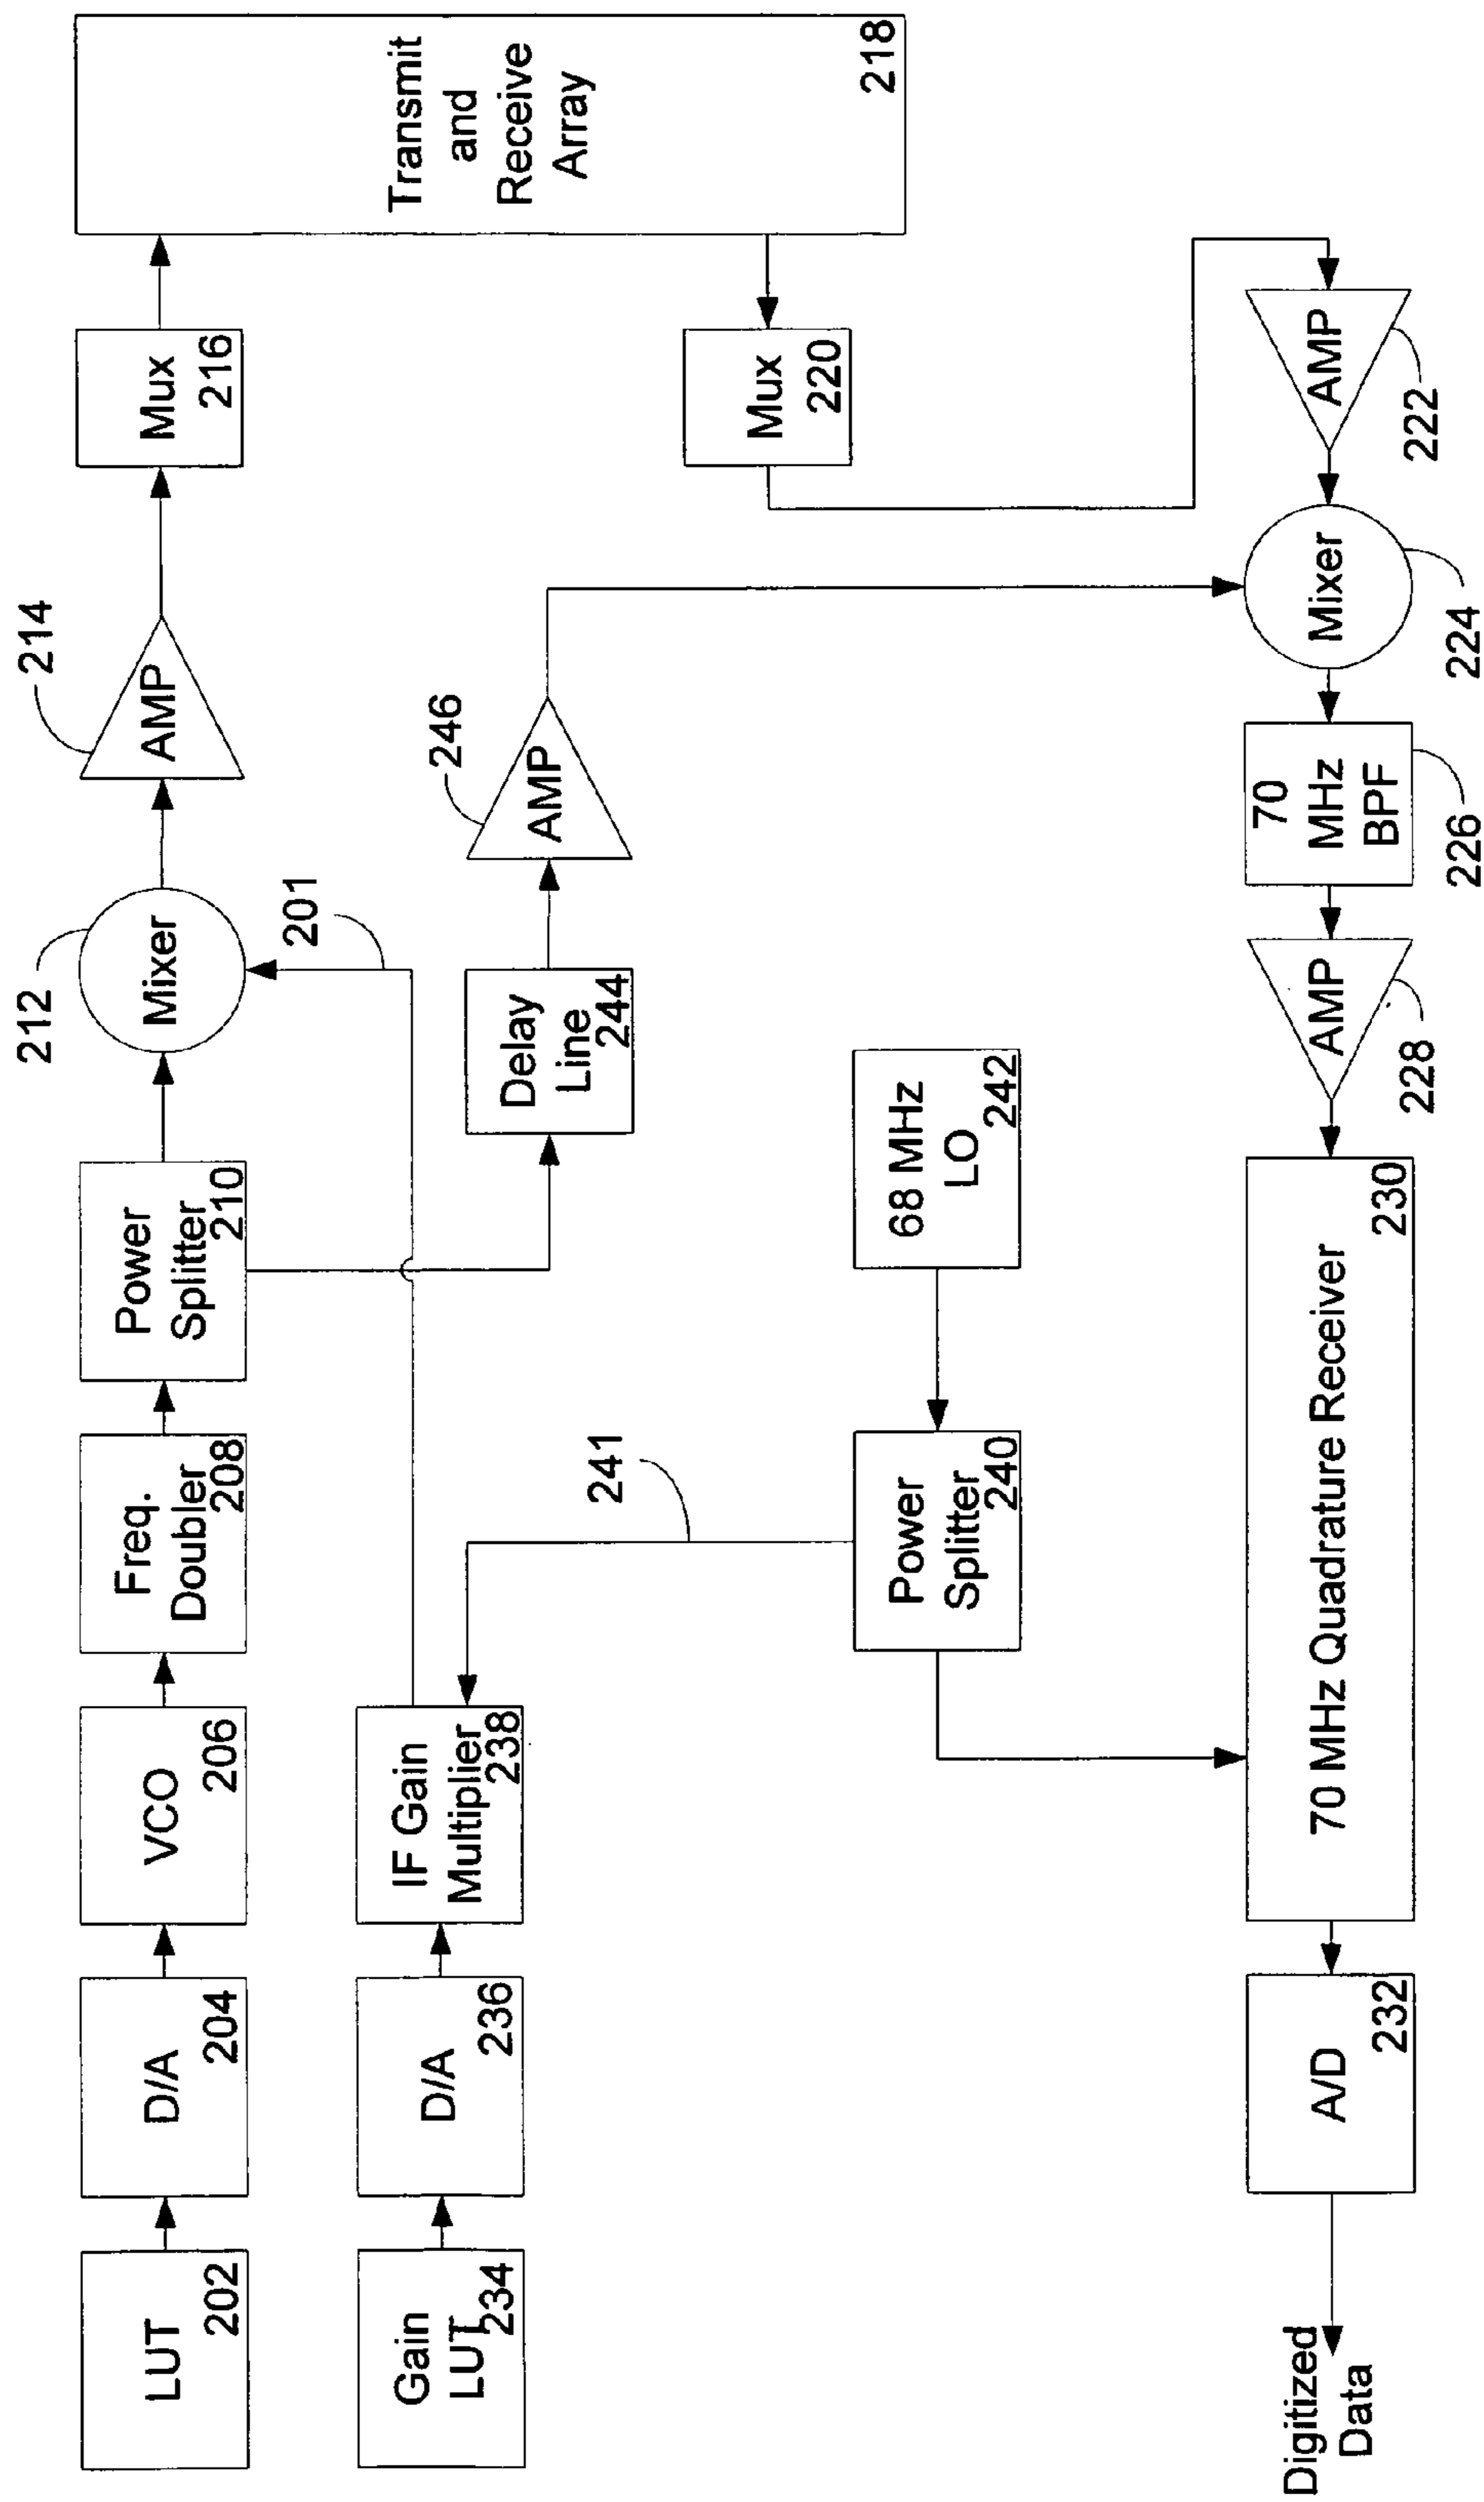 LUT
202
D/A
204
VCO
206
Freq.
Doubler
208
Power
Splitter
210
212
Mixer
214
AMP
Mux
216
Transmit
and
Receive
Array
218
Gain
LUT
234
D/A
236
IF Gain
Multiplier
238
201
241
Delay
Line
244
246
AMP
Mux
220
Power
Splitter
240
68 MHz
LO
242
Digitized
Data
A/D
232
70 MHz Quadrature Receiver
230
AMP
228
70
MHz
BPF
226
Mixer
224
AMP
222